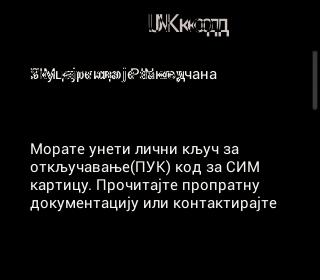 Морате унети лични кључ за
откључавање(ПУК) код за СИМ
картицу. Прочитајте пропратну
документацију или контактирајте